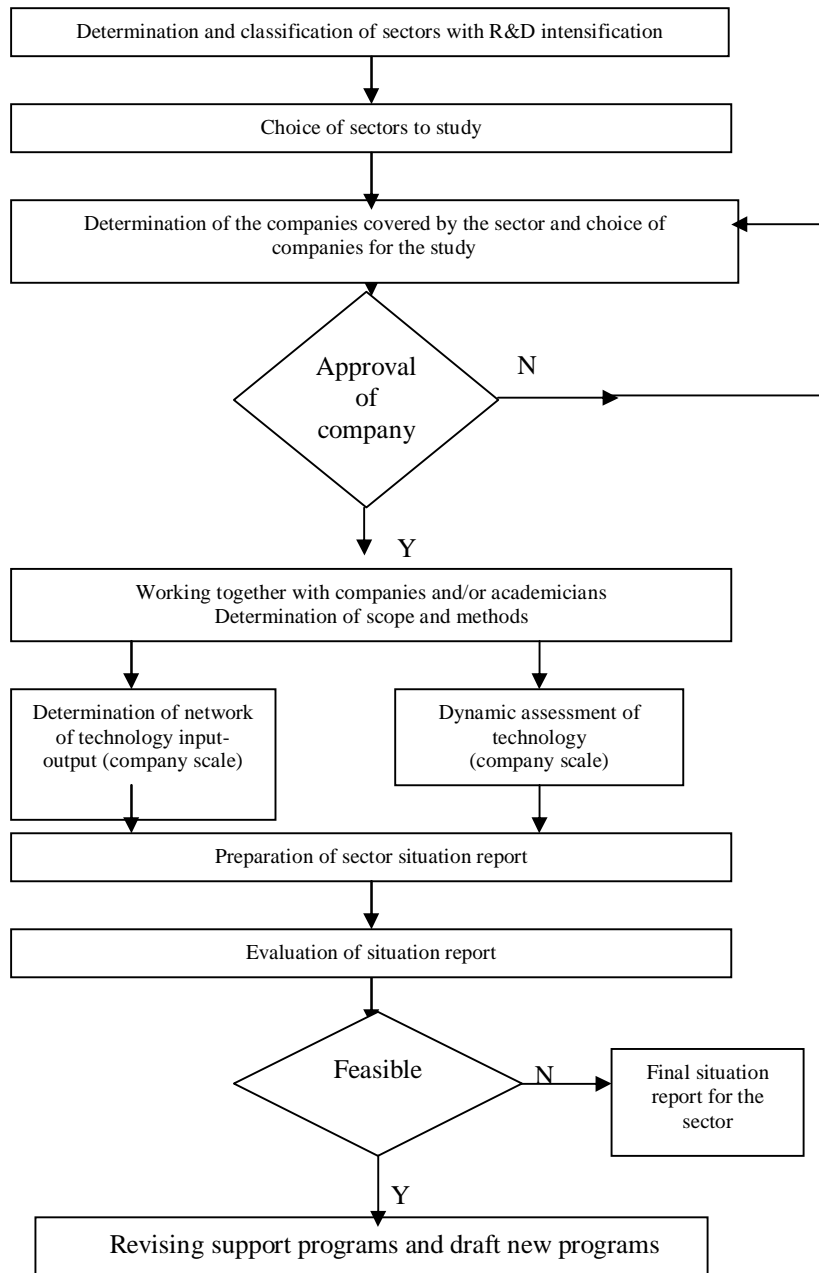 Determination and classification of sectors with R&D intensification
Choice of sectors to study
Determination of the companies covered by the sector and choice of
companies for the study
Approval
of
company
N
Y
Working together with companies and/or academicians
Determination of scope and methods
Determination of network
of technology input-
output (company scale)
Dynamic assessment of
technology
(company scale)
Preparation of sector situation report
Evaluation of situation report
Feasible
N
Final situation
report for the
sector
Y
Revising support programs and draft new programs